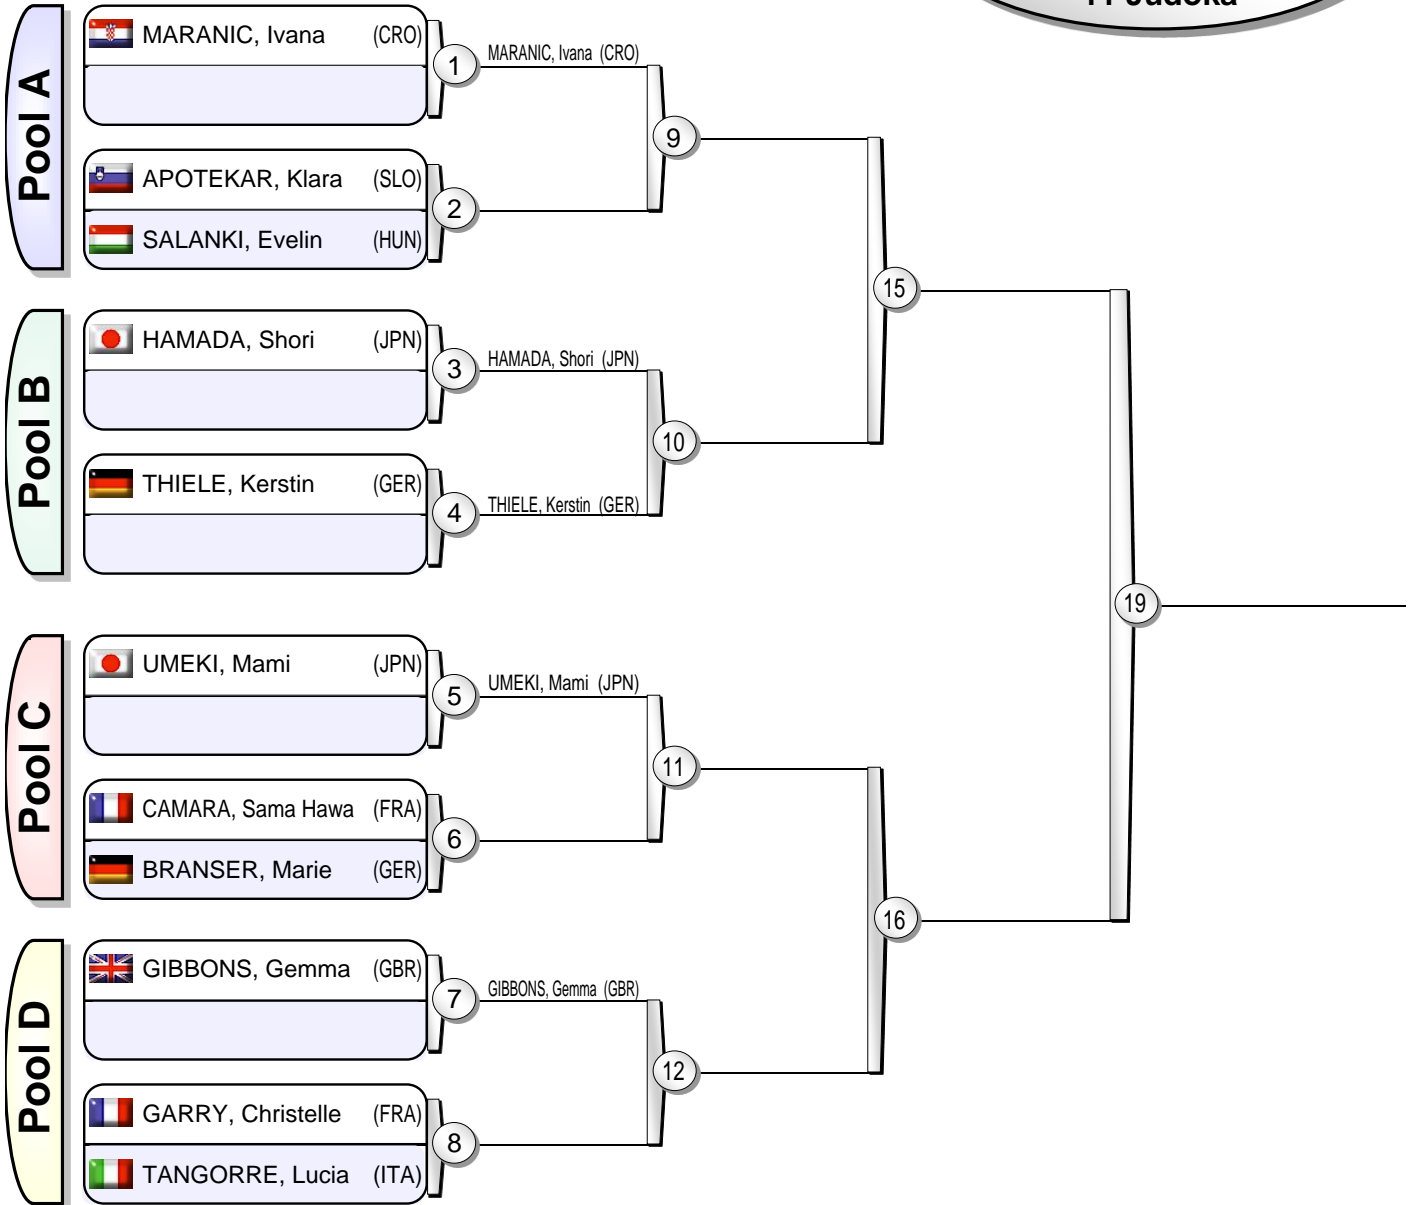 11 Judoka
Pool A
MARANIC, Ivana (CRO)
1
MARANIC, Ivana (CRO)
9
APOTEKAR, Klara (SLO)
2
SALANKI, Evelin (HUN)
15
Pool B
HAMADA, Shori (JPN)
3
HAMADA, Shori (JPN)
10
THIELE, Kerstin (GER)
4
THIELE, Kerstin (GER)
19
Pool C
UMEKI, Mami (JPN)
5
UMEKI, Mami (JPN)
11
CAMARA, Sama Hawa (FRA)
6
BRANSER, Marie (GER)
16
Pool D
GIBBONS, Gemma (GBR)
7
GIBBONS, Gemma (GBR)
12
GARRY, Christelle (FRA)
8
TANGORRE, Lucia (ITA)